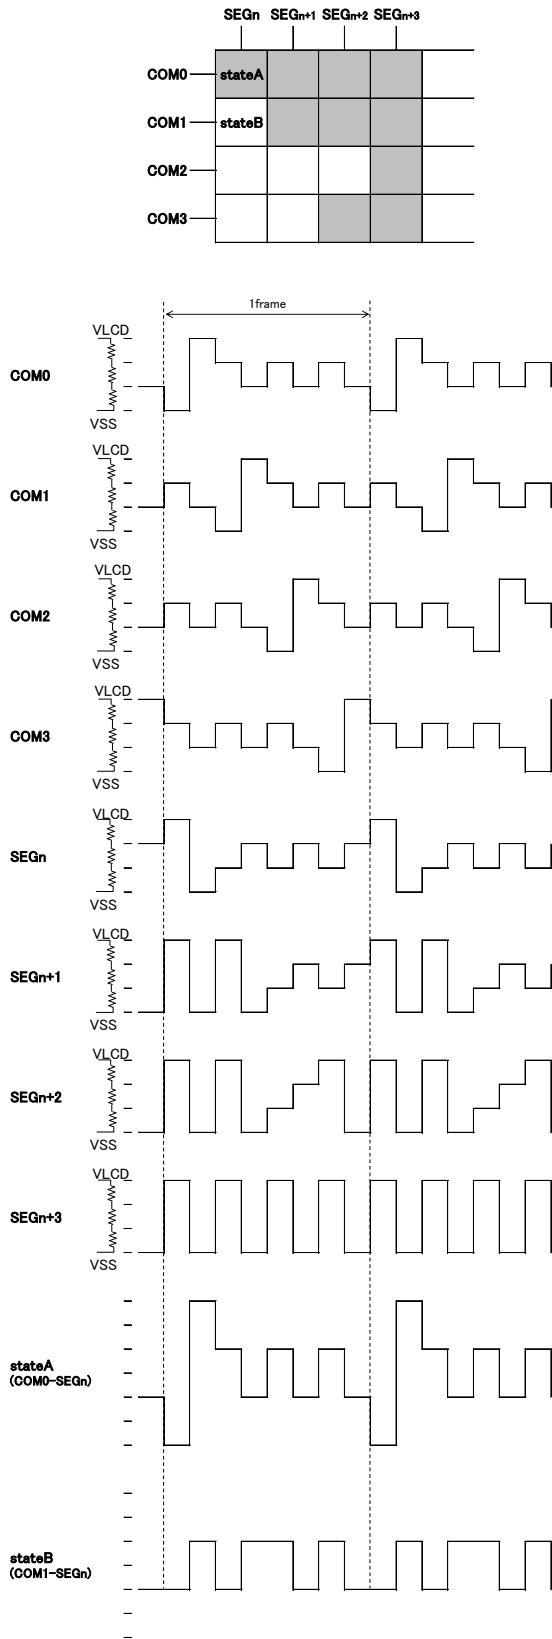 SEGn SEGn+1 SEGn+2 SEGn+3
COM0 stateA
COM1 stateB
COM2
COM3
1frame
VLCD
COM0
VSS
VLCD
COM1
VSS
VLCD
COM2
VSS
VLCD
COM3
VSS
VLCD
SEGn
VSS
VLCD
SEGn+1
VSS
VLCD
SEGn+2
VSS
VLCD
SEGn+3
VSS
stateA
(COM0-SEGn)
stateB
(COM1-SEGn)